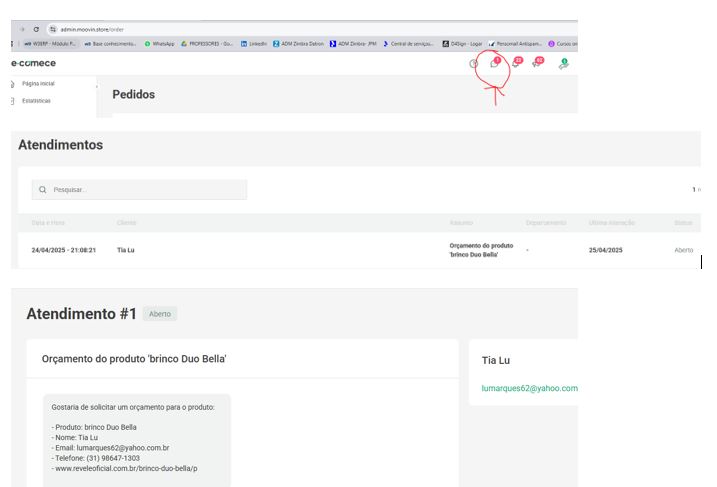 admin.moovin.store/order
WISERP - Módulo P...
Base conhecimento...
WhatsApp
PROFESSORES - Go...
LinkedIn
ADM Zimbra Datron
ADM Zimbra- JPM
Central de serviços...
D4Sign - Logar
Personnall Antispam...
Cursos on
e·comece
Página inicial
Estatísticas
Pedidos
Atendimentos
Pesquisar...
1
Data e Hora Cliente Assunto Departamento Última interação Status
24/04/2025 - 21:08:21 Tia Lu Orçamento do produto - 25/04/2025 Aberto
'brinco Duo Bella'
Atendimento #1 Aberto
Orçamento do produto 'brinco Duo Bella'
Tia Lu
lumarques62@yahoo.com
Gostaria de solicitar um orçamento para o produto:
- Produto: brinco Duo Bella
- Nome: Tia Lu
- Email: lumarques62@yahoo.com.br
- Telefone: (31) 98647-1303
- www.reveleoficial.com.br/brinco-duo-bella/p